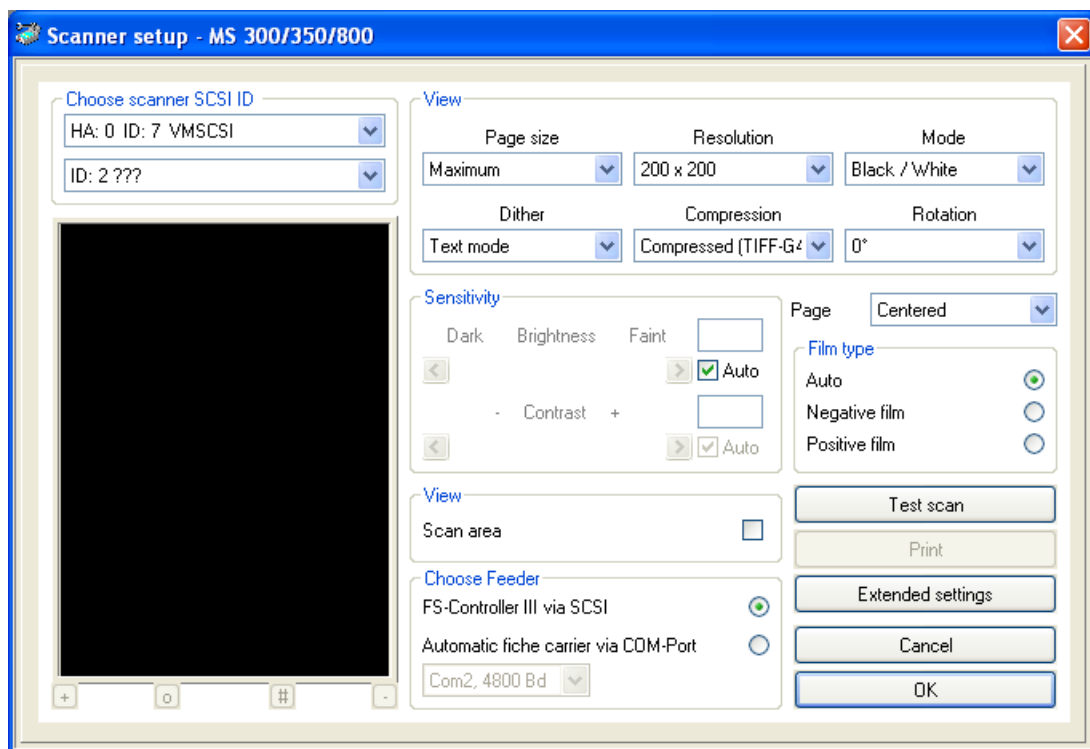 Scanner setup - MS 300/350/800
Choose scanner SCSI ID
HA: 0 ID: 7 VMSCSI
ID: 2 ???
+ o # -
View
Page size Resolution Mode
Maximum 200 x 200 Black / White
Dither Compression Rotation
Text mode Compressed (TIFF-G4 0°
Sensitivity
Dark Brightness Faint
Auto
- Contrast +
Auto
Page Centered
Film type
Auto
Negative film
Positive film
View
Scan area
Choose Feeder
FS-Controller III via SCSI
Automatic fiche carrier via COM-Port
Com2, 4800 Bd
Test scan
Print
Extended settings
Cancel
OK